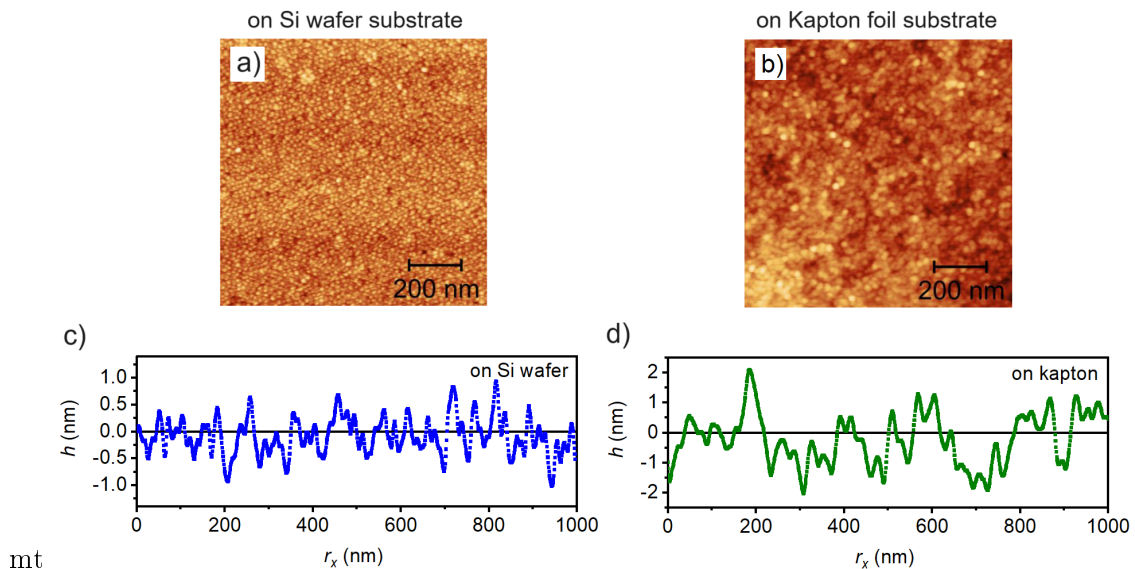 on Si wafer substrate
on Kapton foil substrate
a)
200 nm
b)
200 nm
c)
on Si wafer
1.0
0.5
0.0
-0.5
-1.0
h (nm)
0 200 400 600 800 1000
rₓ (nm)
d)
on kapton
2
1
0
-1
-2
h (nm)
0 200 400 600 800 1000
rₓ (nm)
mt